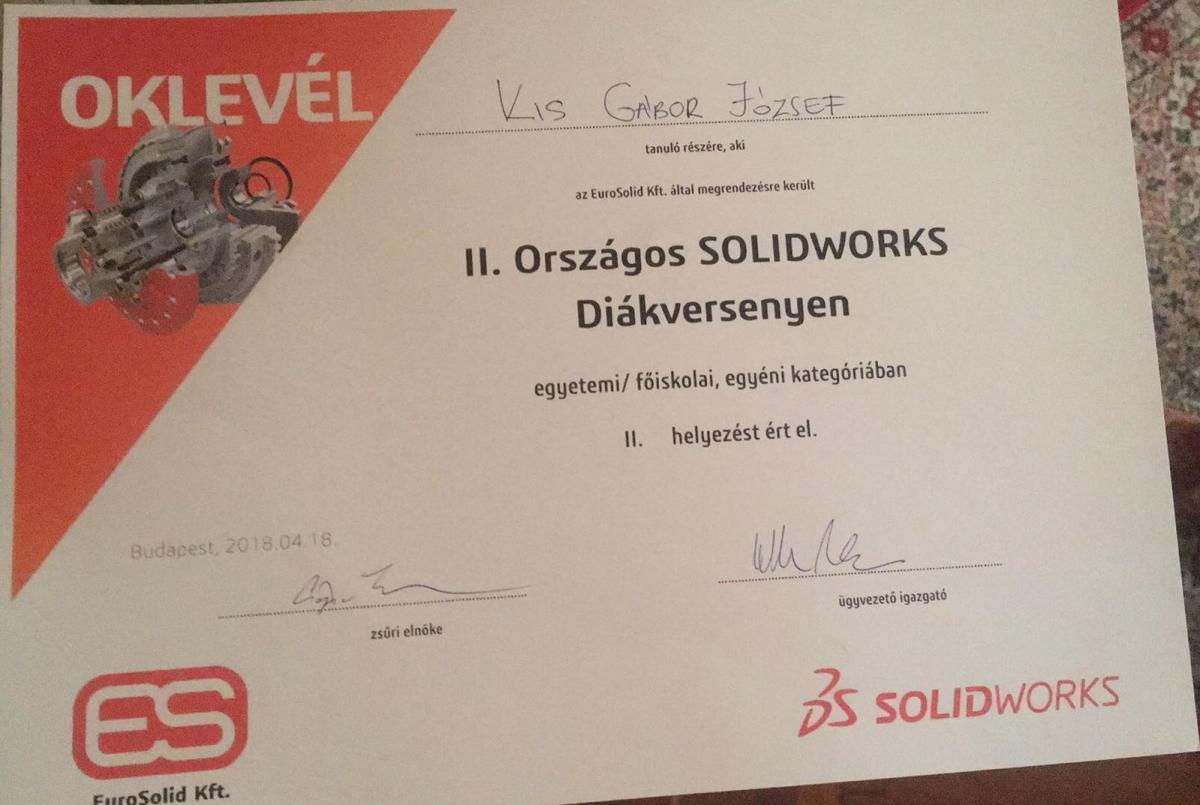 OKLEVÉL
KIS GÁBOR JÓZSEF
tanuló részére, aki
az EuroSolid Kft. által megrendezésre került
II. Országos SOLIDWORKS
Diákversenyen
egyetemi/ főiskolai, egyéni kategóriában
II. helyezést ért el.
Budapest, 2018.04.18.
zsűri elnöke
ügyvezető igazgató
ES
EuroSolid Kft.
3DS SOLIDWORKS